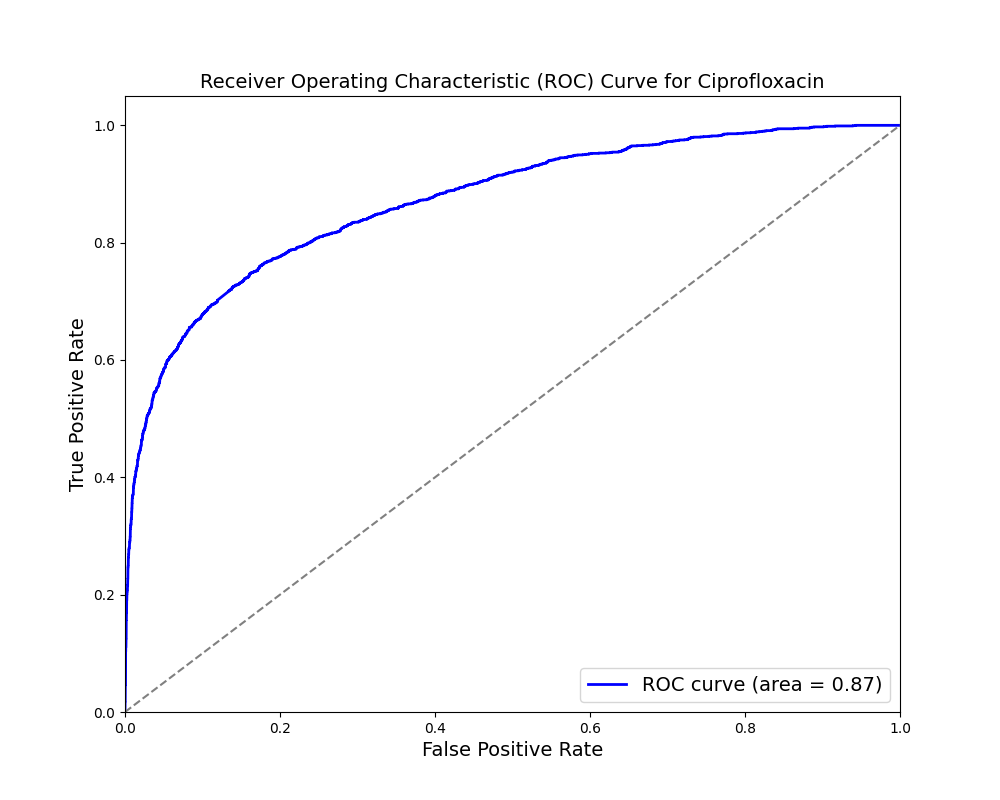 Receiver Operating Characteristic (ROC) Curve for Ciprofloxacin
1.0
0.8
0.6
0.4
0.2
0.0
True Positive Rate
ROC curve (area = 0.87)
0.0 0.2 0.4 0.6 0.8 1.0
False Positive Rate